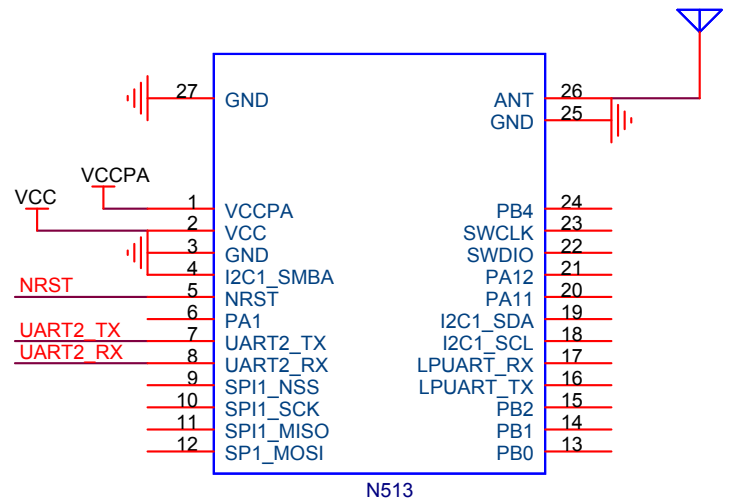 27 GND ANT 26
GND 25
VCCPA
VCC
1 VCCPA PB4 24
2 VCC SWCLK 23
3 GND SWDIO 22
4 I2C1_SMBA PA12 21
NRST 5 NRST PA11 20
6 PA1 I2C1_SDA 19
UART2_TX 7 UART2_TX I2C1_SCL 18
UART2_RX 8 UART2_RX LPUART_RX 17
9 SPI1_NSS LPUART_TX 16
10 SPI1_SCK PB2 15
11 SPI1_MISO PB1 14
12 SP1_MOSI PB0 13
N513